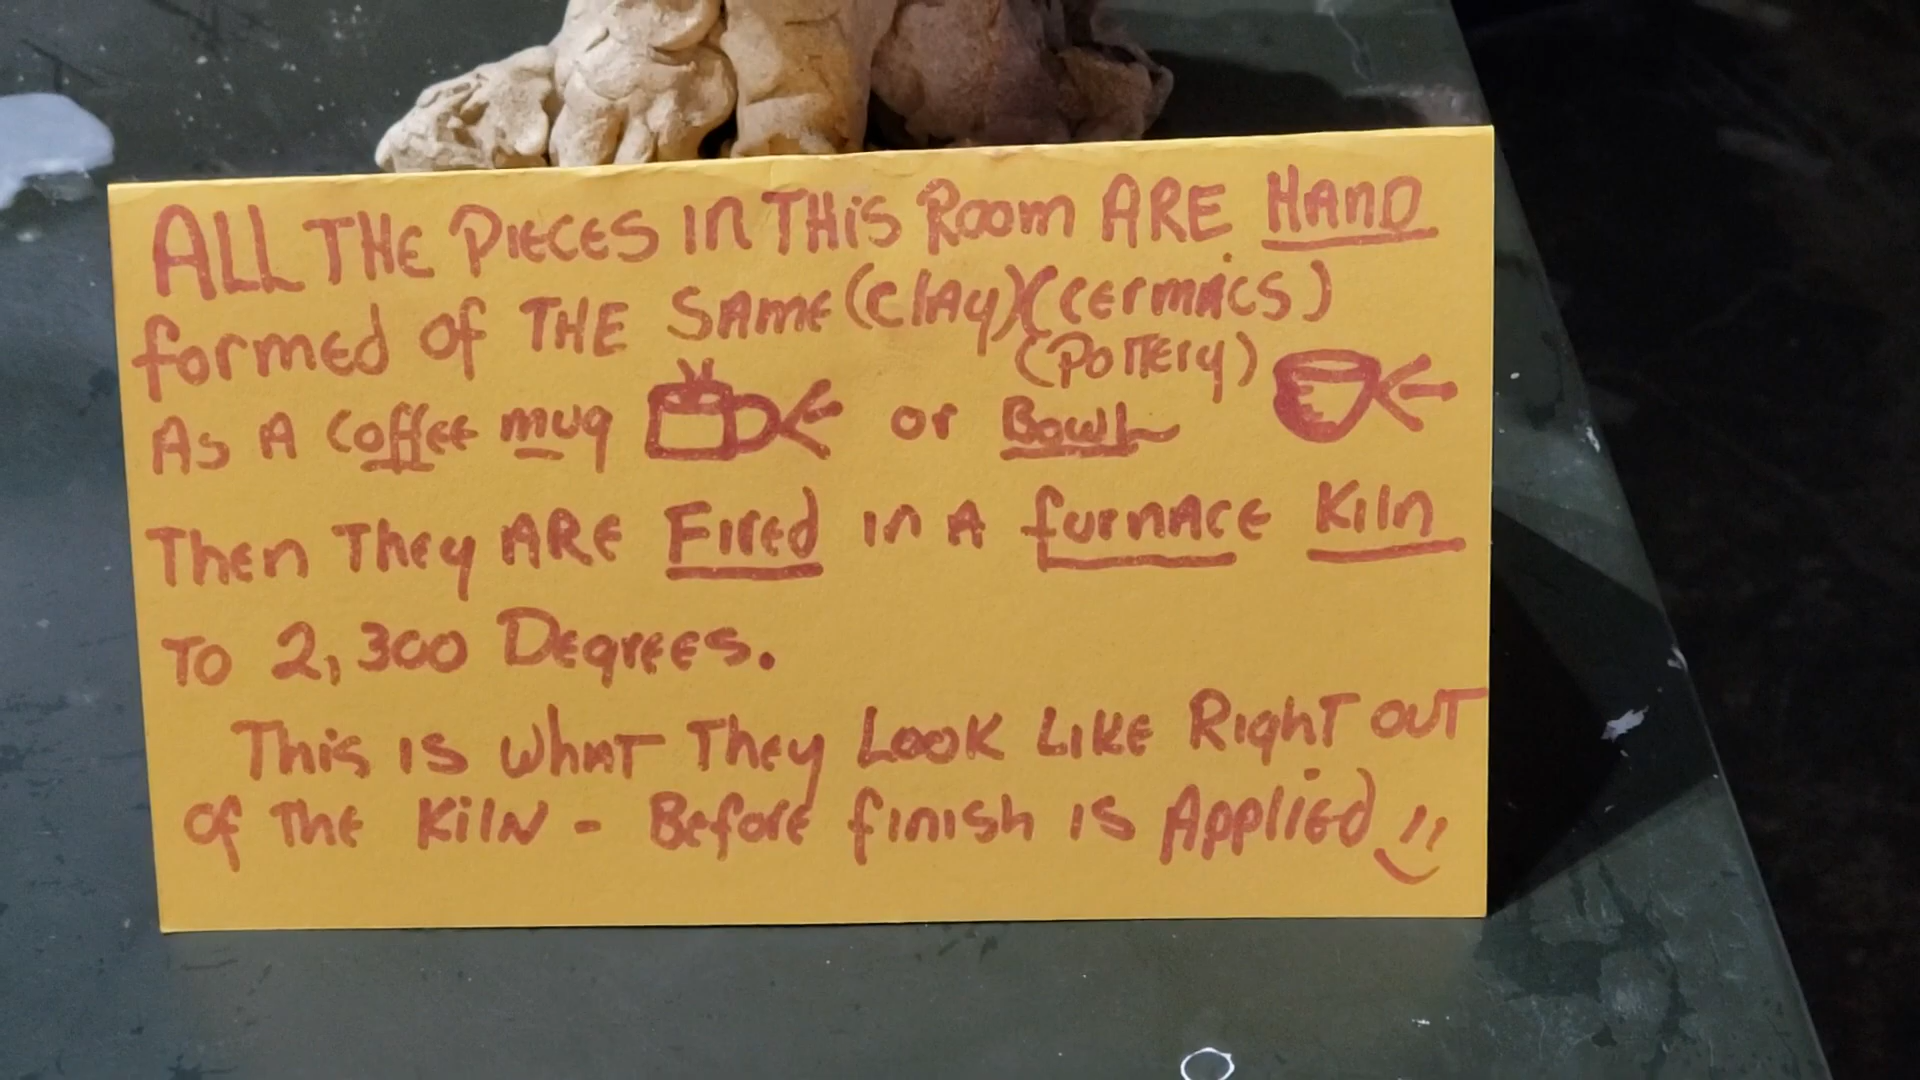 ALL THE PIECES IN THIS ROOM ARE HAND
formed of THE SAME (Clay) (cermics)
(Pottery)
As A coffee mug or Bowl
Then They ARE Fired in A furnace Kiln
To 2,300 Degrees.
This is what They Look Like Right out
of the Kiln - Before finish is Applied